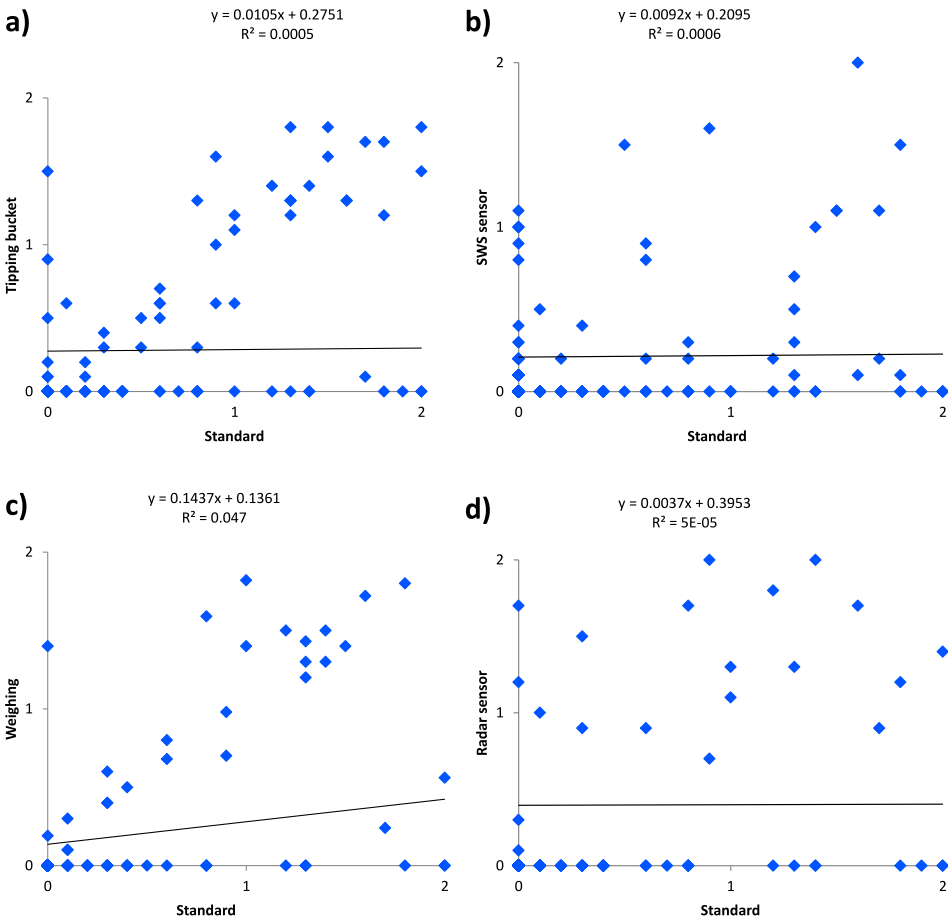 a)
y = 0.0105x + 0.2751
R² = 0.0005
2
1
0
Tipping bucket
0 1 2
Standard
b)
y = 0.0092x + 0.2095
R² = 0.0006
2
1
0
SWS sensor
0 1 2
Standard
c)
y = 0.1437x + 0.1361
R² = 0.047
2
1
0
Weighing
0 1 2
Standard
d)
y = 0.0037x + 0.3953
R² = 5E-05
2
1
0
Radar sensor
0 1 2
Standard